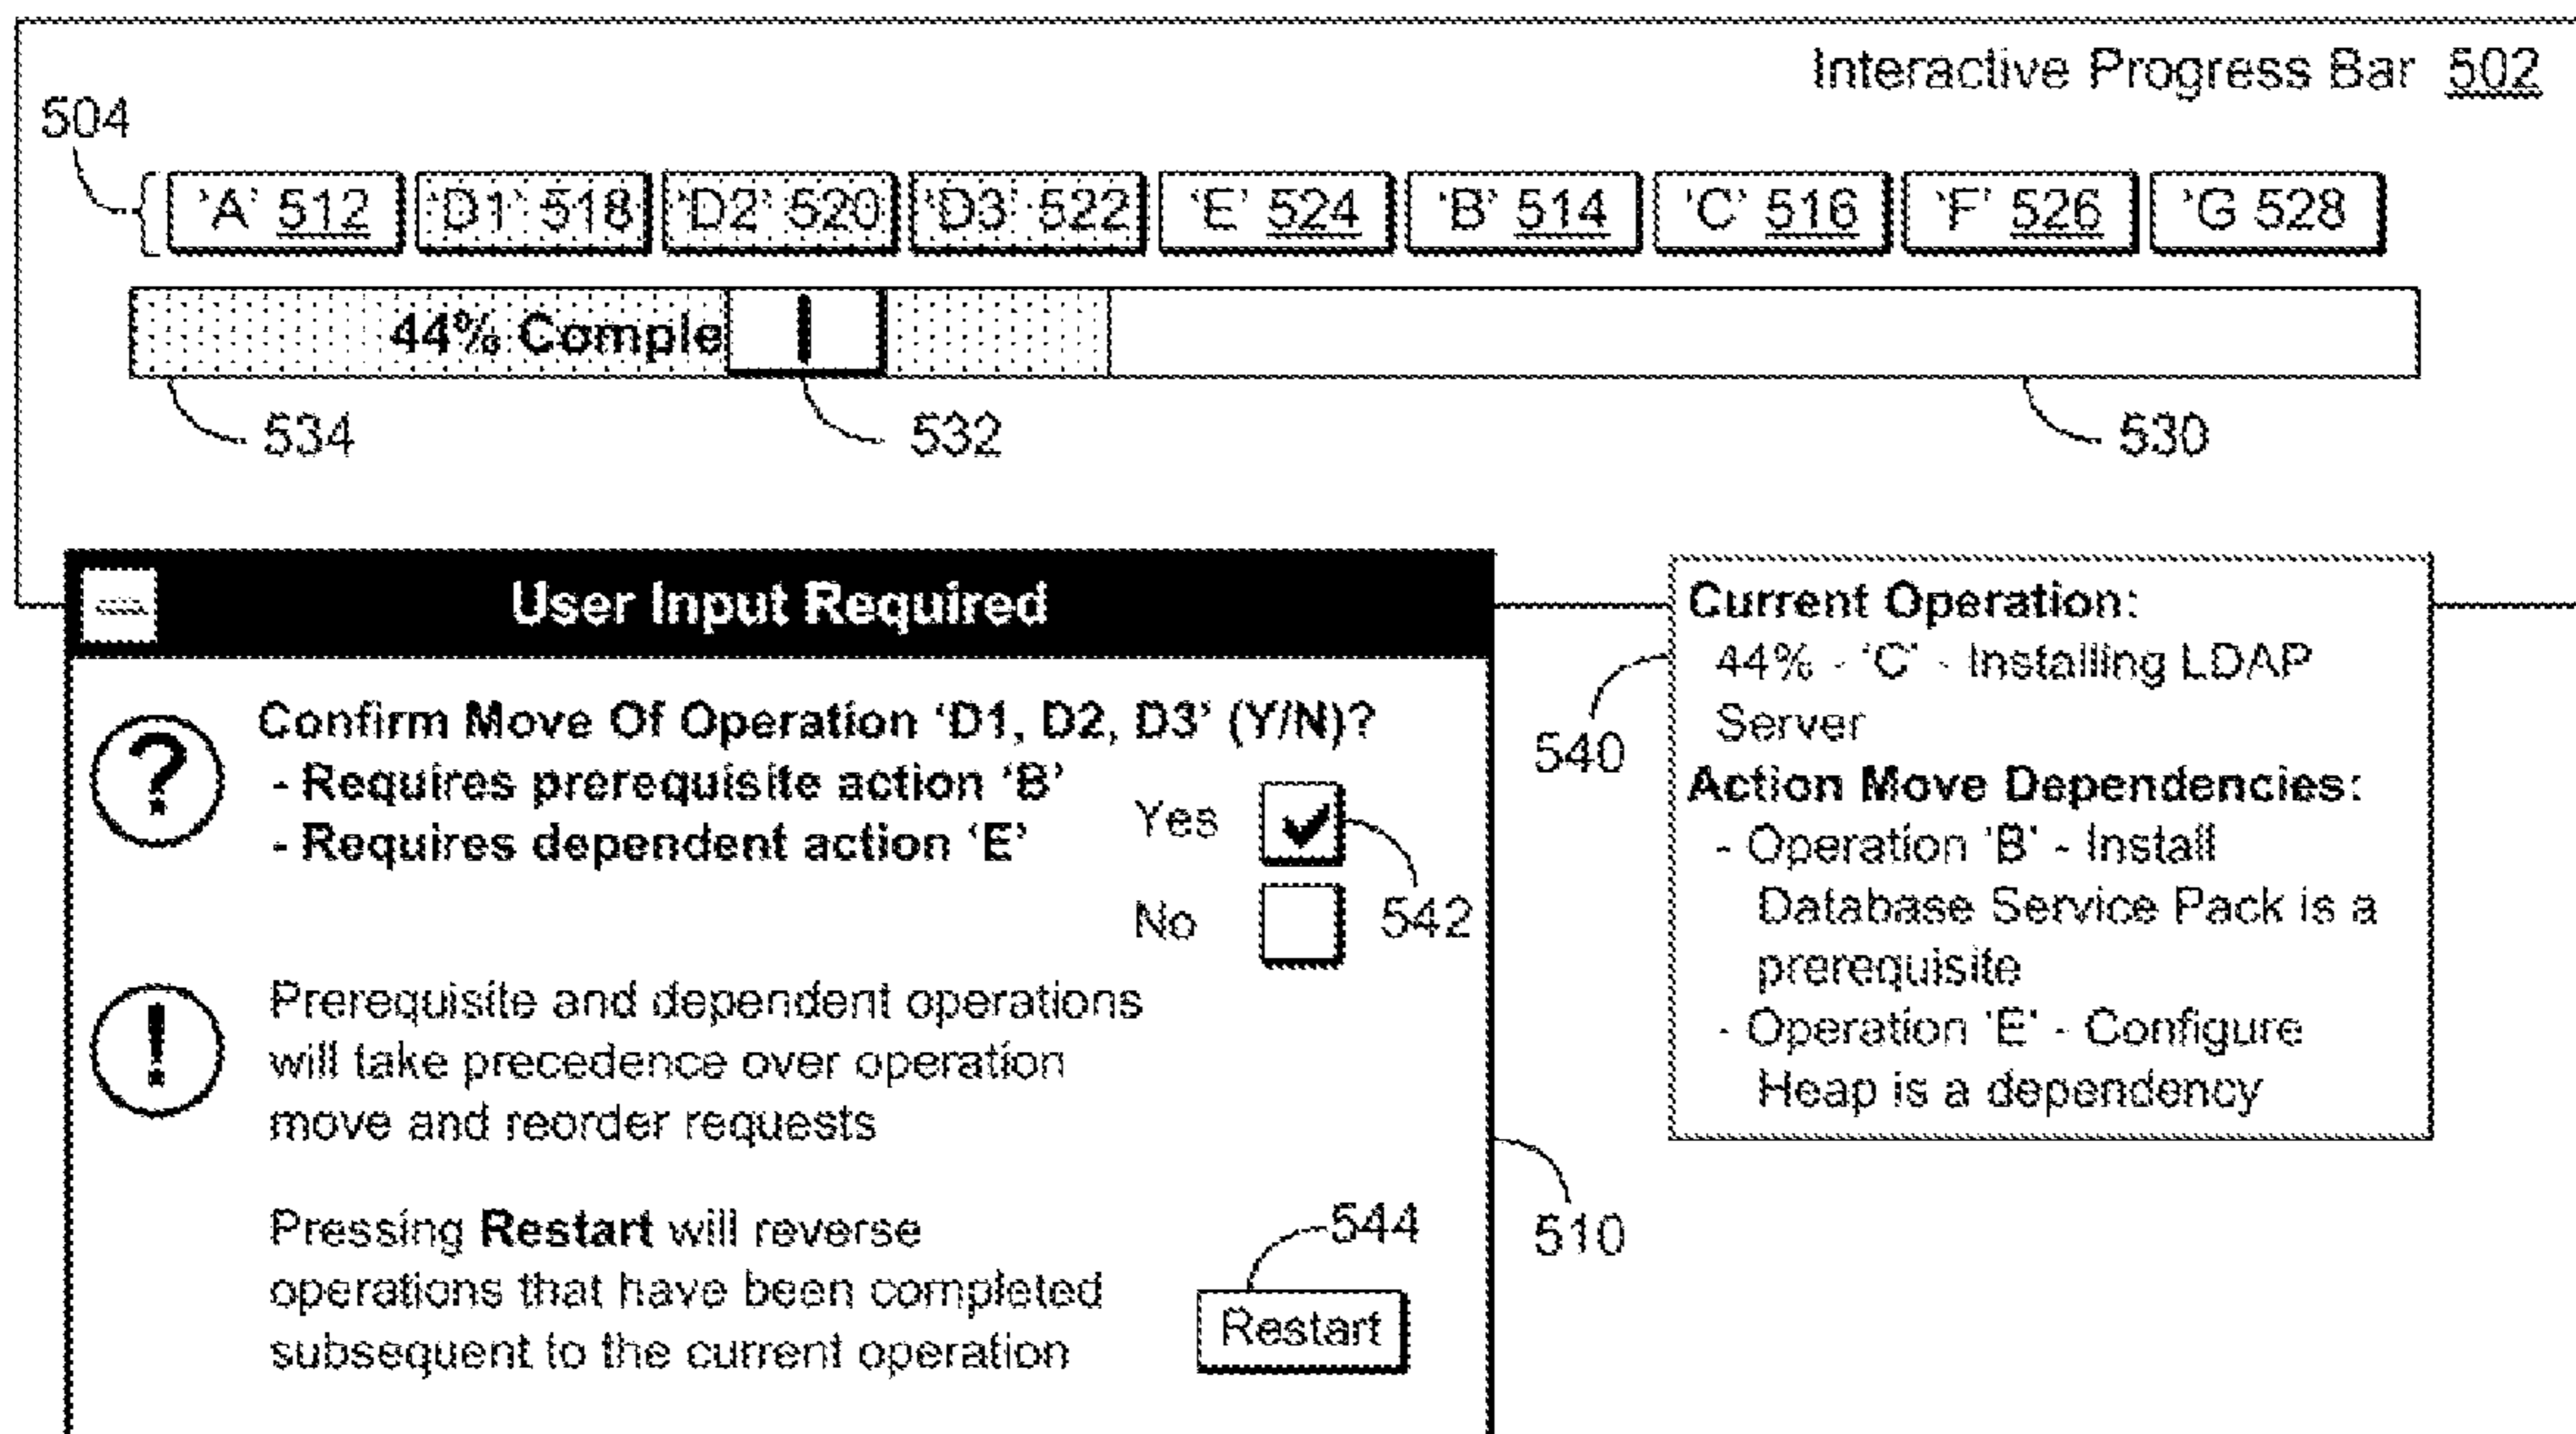 Interactive Progress Bar 502
504
'A' 512 'D1' 518 'D2' 520 'D3' 522 'E' 524 'B' 514 'C' 516 'F' 526 'G 528
44% Comple
534 532 530
User Input Required
Confirm Move Of Operation 'D1, D2, D3' (Y/N)?
- Requires prerequisite action 'B'
- Requires dependent action 'E'
Yes
No
542
Prerequisite and dependent operations
will take precedence over operation
move and reorder requests
Pressing Restart will reverse
operations that have been completed
subsequent to the current operation
544
Restart
510
540
Current Operation:
44% - 'C' - Installing LDAP
Server
Action Move Dependencies:
- Operation 'B' - Install
Database Service Pack is a
prerequisite
- Operation 'E' - Configure
Heap is a dependency